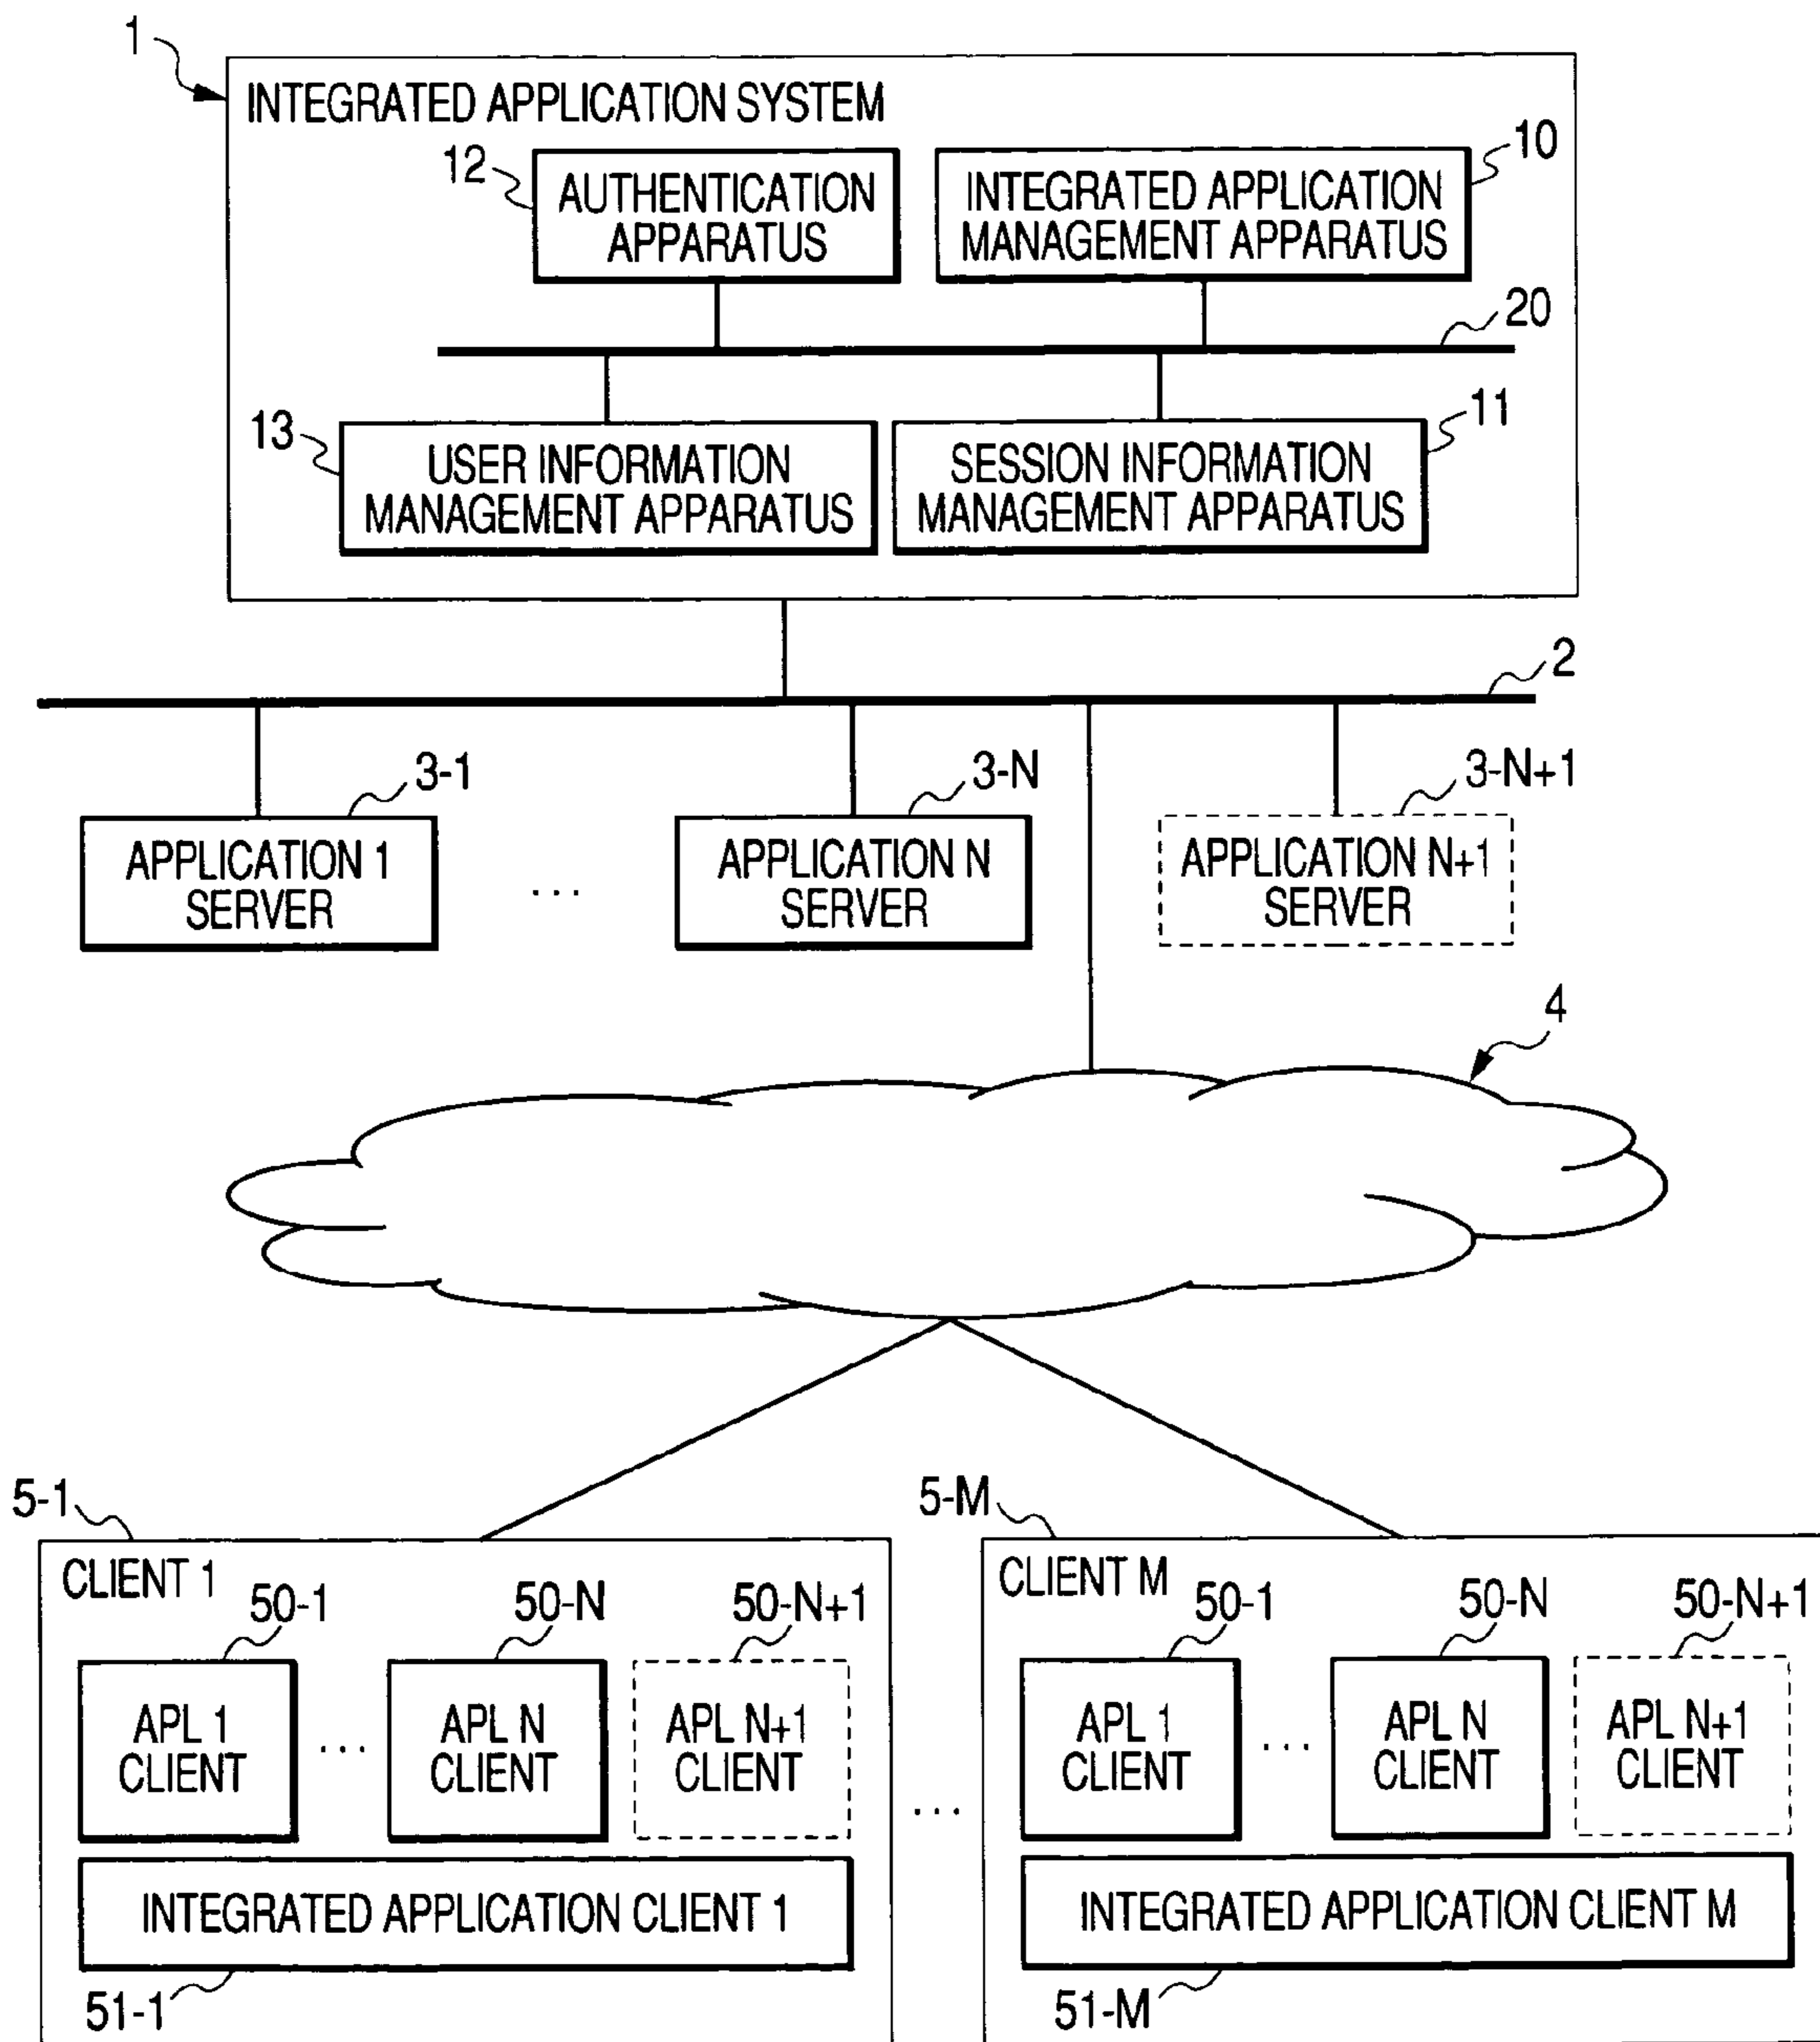 1
INTEGRATED APPLICATION SYSTEM
12
AUTHENTICATION
APPARATUS
10
INTEGRATED APPLICATION
MANAGEMENT APPARATUS
20
13
USER INFORMATION
MANAGEMENT APPARATUS
11
SESSION INFORMATION
MANAGEMENT APPARATUS
2
3-1
APPLICATION 1
SERVER
...
3-N
APPLICATION N
SERVER
3-N+1
APPLICATION N+1
SERVER
4
5-1
CLIENT 1
50-1
APL 1
CLIENT
...
50-N
APL N
CLIENT
50-N+1
APL N+1
CLIENT
INTEGRATED APPLICATION CLIENT 1
51-1
...
5-M
CLIENT M
50-1
APL 1
CLIENT
...
50-N
APL N
CLIENT
50-N+1
APL N+1
CLIENT
INTEGRATED APPLICATION CLIENT M
51-M